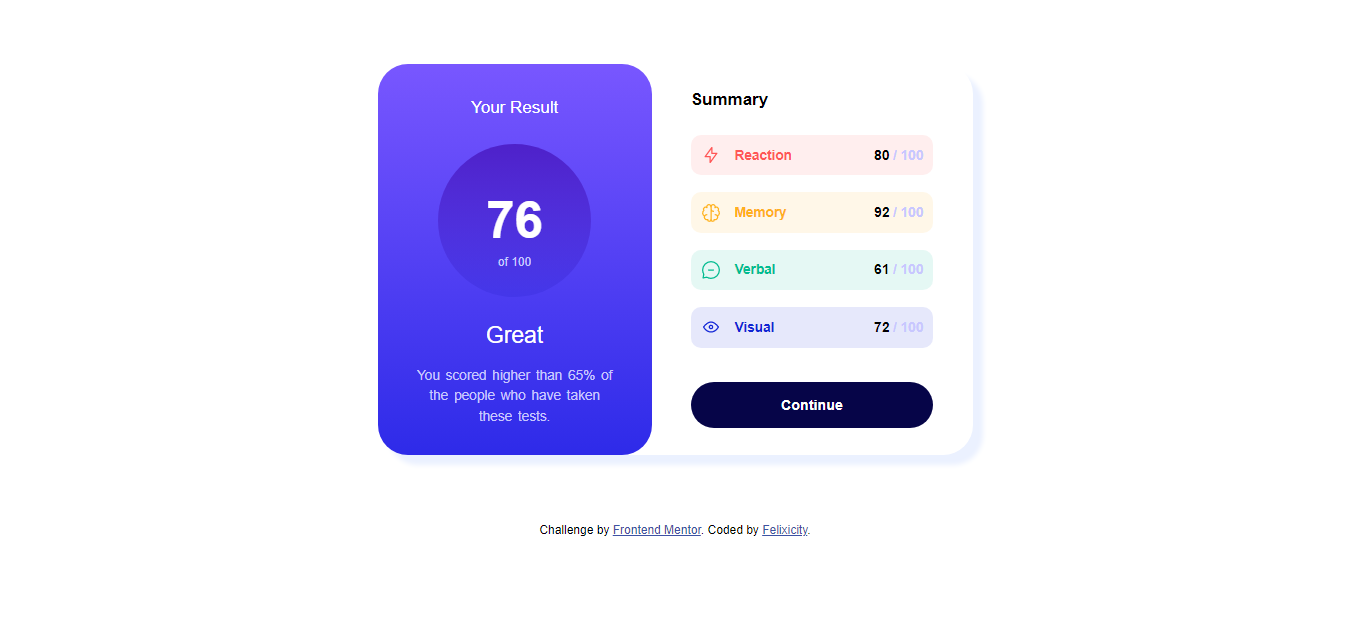 Your Result
76
of 100
Great
You scored higher than 65% of
the people who have taken
these tests.
Summary
Reaction 80 / 100
Memory 92 / 100
Verbal 61 / 100
Visual 72 / 100
Continue
Challenge by Frontend Mentor. Coded by Felixicity.